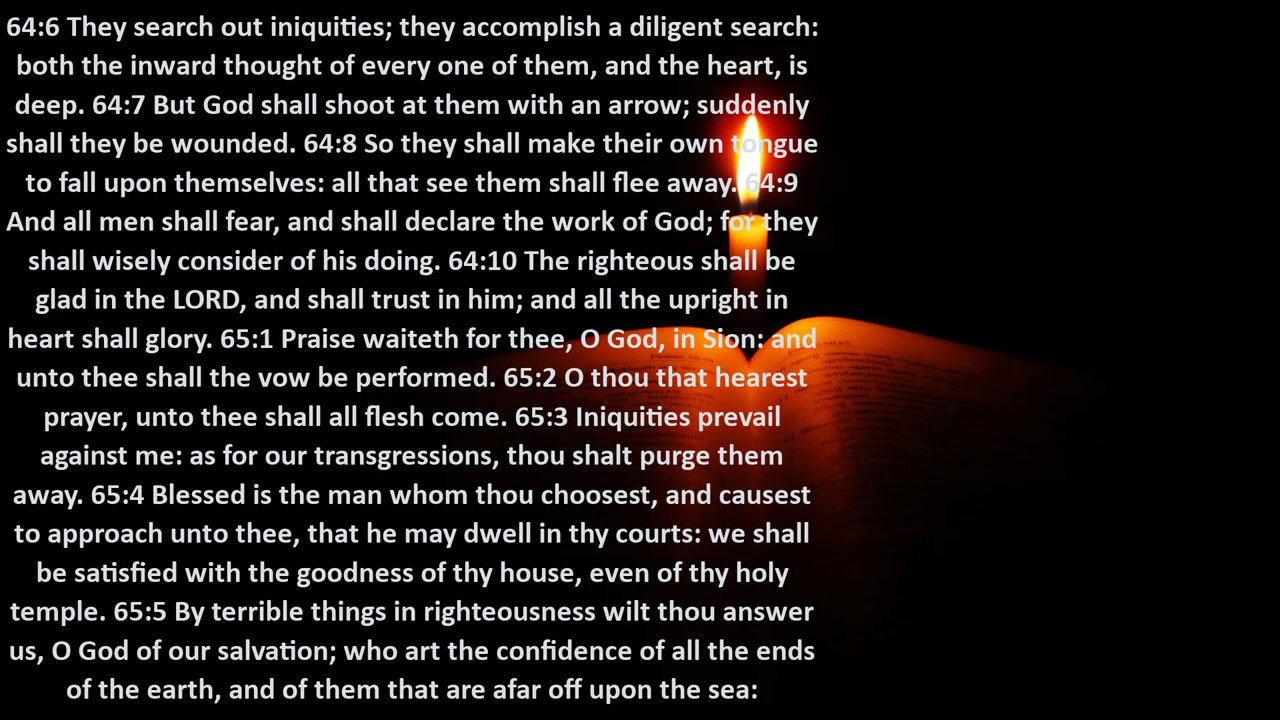 64:6 They search out iniquities; they accomplish a diligent search:
both the inward thought of every one of them, and the heart, is
deep. 64:7 But God shall shoot at them with an arrow; suddenly
shall they be wounded. 64:8 So they shall make their own tongue
to fall upon themselves: all that see them shall flee away. 64:9
And all men shall fear, and shall declare the work of God; for they
shall wisely consider of his doing. 64:10 The righteous shall be
glad in the LORD, and shall trust in him; and all the upright in
heart shall glory. 65:1 Praise waiteth for thee, O God, in Sion: and
unto thee shall the vow be performed. 65:2 O thou that hearest
prayer, unto thee shall all flesh come. 65:3 Iniquities prevail
against me: as for our transgressions, thou shalt purge them
away. 65:4 Blessed is the man whom thou choosest, and causest
to approach unto thee, that he may dwell in thy courts: we shall
be satisfied with the goodness of thy house, even of thy holy
temple. 65:5 By terrible things in righteousness wilt thou answer
us, O God of our salvation; who art the confidence of all the ends
of the earth, and of them that are afar off upon the sea: